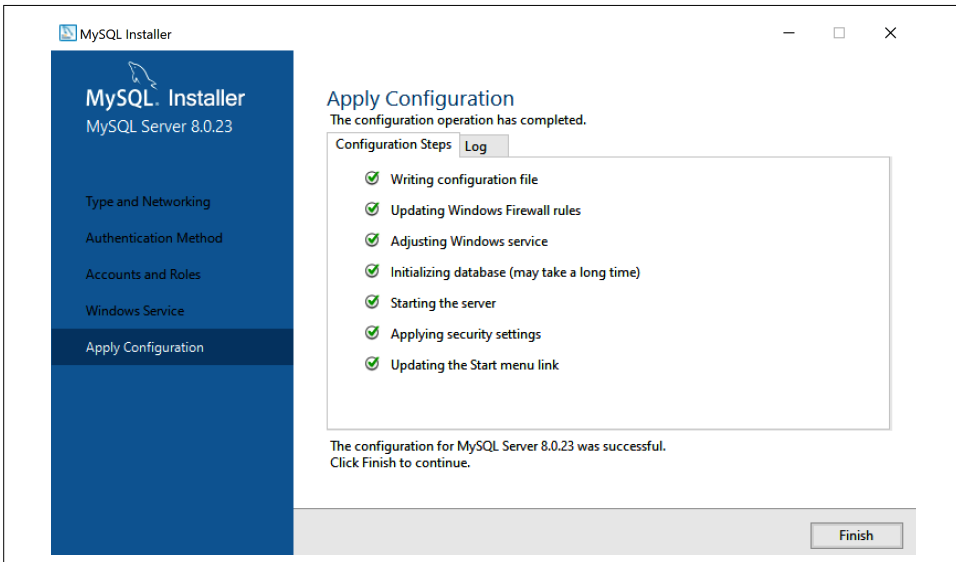 MySQL Installer
MySQL. Installer
MySQL Server 8.0.23
Type and Networking
Authentication Method
Accounts and Roles
Windows Service
Apply Configuration
Apply Configuration
The configuration operation has completed.
Configuration Steps Log
Writing configuration file
Updating Windows Firewall rules
Adjusting Windows service
Initializing database (may take a long time)
Starting the server
Applying security settings
Updating the Start menu link
The configuration for MySQL Server 8.0.23 was successful.
Click Finish to continue.
Finish